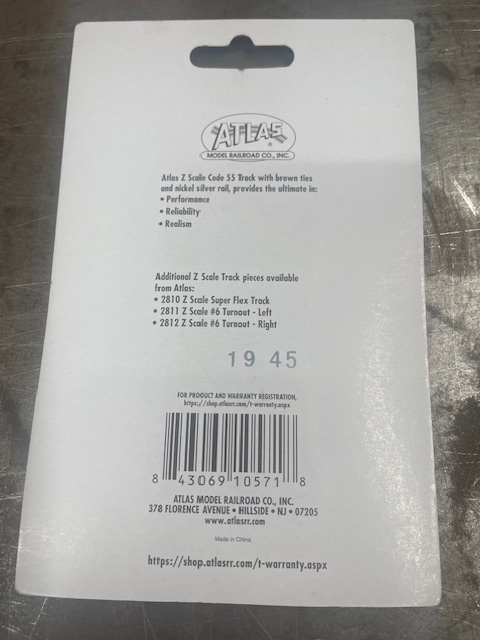 ATLAS
MODEL RAILROAD CO., INC.
Atlas Z Scale Code 55 Track with brown ties
and nickel silver rail, provides the ultimate in:
• Performance
• Reliability
• Realism
Additional Z Scale Track pieces available
from Atlas:
• 2810 Z Scale Super Flex Track
• 2811 Z Scale #6 Turnout - Left
• 2812 Z Scale #6 Turnout - Right
19 45
FOR PRODUCT AND WARRANTY REGISTRATION,
https://shop.atlasrr.com/t-warranty.aspx
8 43069 10571 8
ATLAS MODEL RAILROAD CO., INC.
378 FLORENCE AVENUE • HILLSIDE • NJ • 07205
www.atlasrr.com
Made in China
https://shop.atlasrr.com/t-warranty.aspx